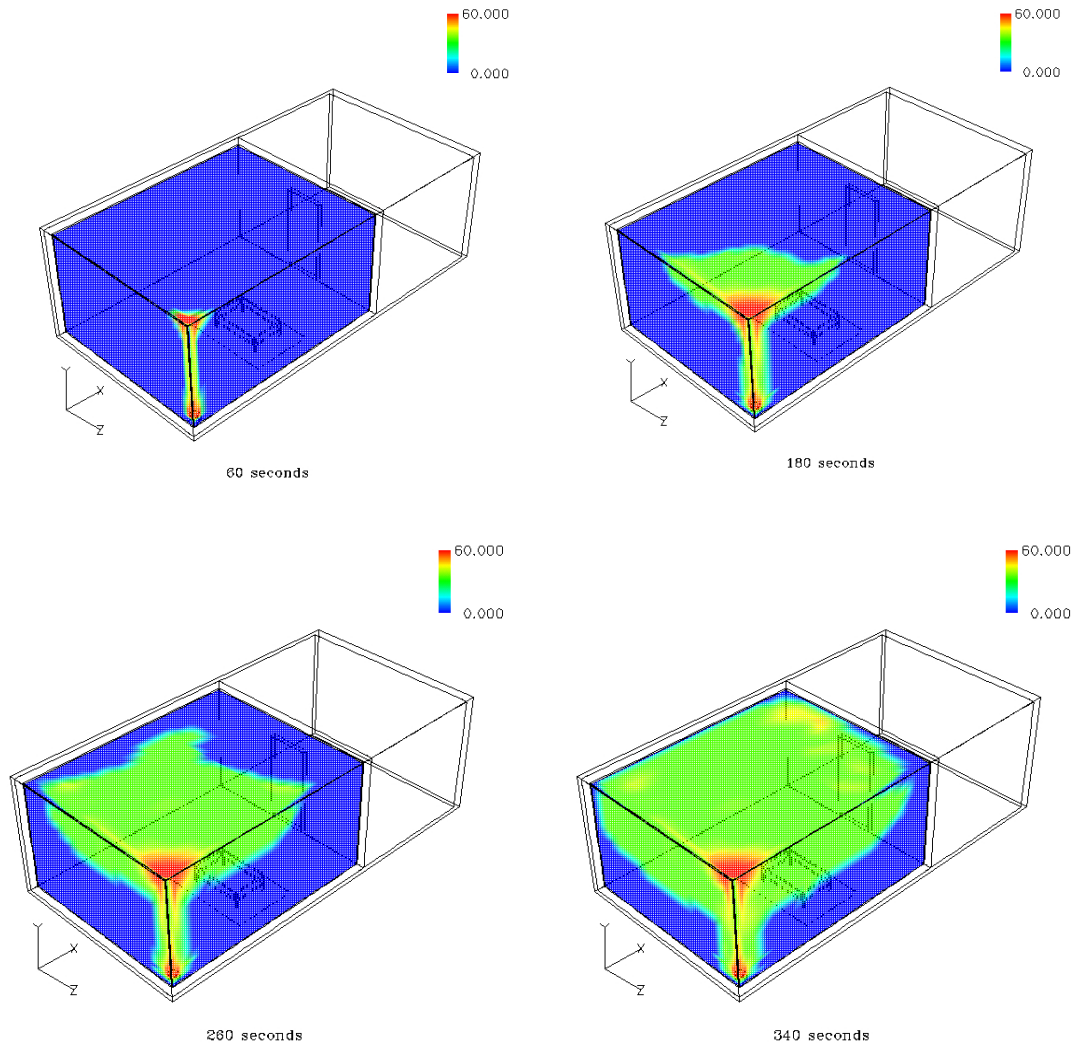 60.000
0.000
Y
X
Z
60 seconds
60.000
0.000
Y
X
Z
180 seconds
60.000
0.000
Y
X
Z
260 seconds
60.000
0.000
Y
X
Z
340 seconds